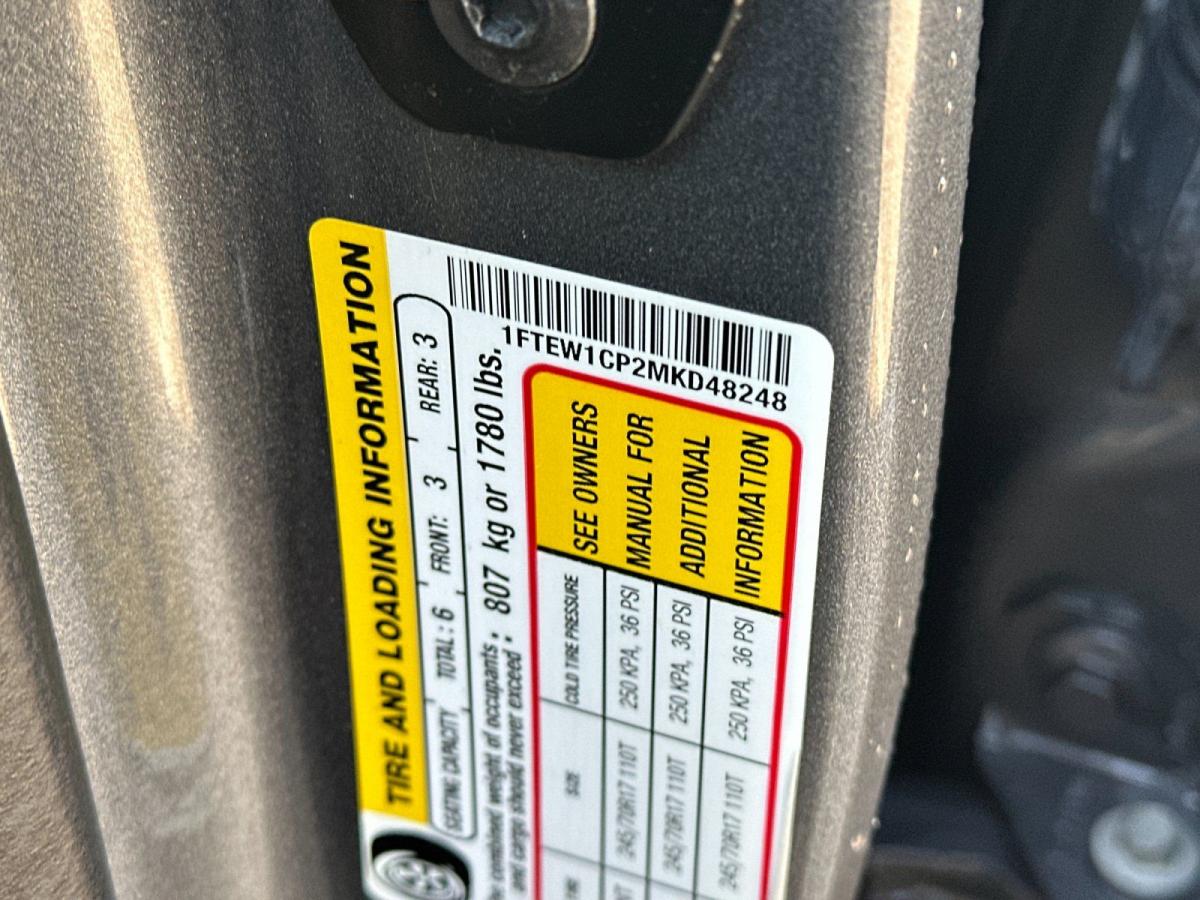 TIRE AND LOADING INFORMATION
SEATING CAPACITY TOTAL: 6 FRONT: 3 REAR: 3
combined weight of occupants : 807 kg or 1780 lbs.
and cargo should never exceed
1FTEW1CP2MKD48248
SIZE COLD TIRE PRESSURE
245/70R17 110T 250 KPA, 36 PSI
245/70R17 110T 250 KPA, 36 PSI
245/70R17 110T 250 KPA, 36 PSI
SEE OWNERS
MANUAL FOR
ADDITIONAL
INFORMATION